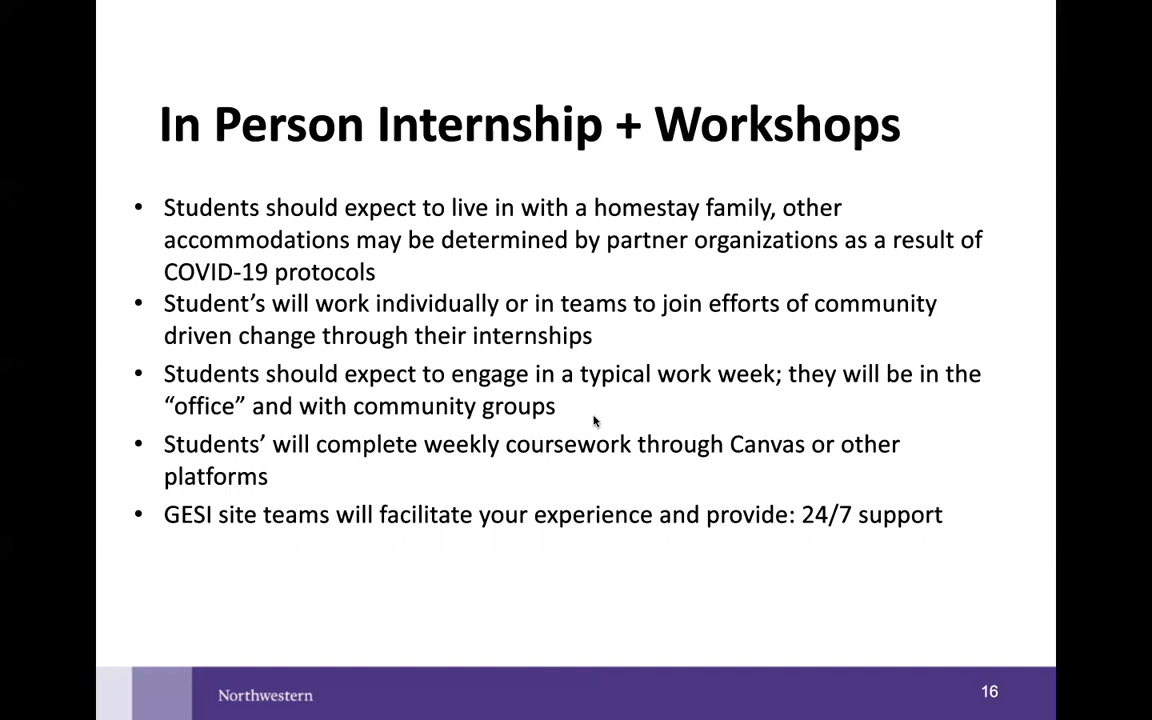 In Person Internship + Workshops
• Students should expect to live in with a homestay family, other
accommodations may be determined by partner organizations as a result of
COVID-19 protocols
• Student’s will work individually or in teams to join efforts of community
driven change through their internships
• Students should expect to engage in a typical work week; they will be in the
“office” and with community groups
• Students’ will complete weekly coursework through Canvas or other
platforms
• GESI site teams will facilitate your experience and provide: 24/7 support
Northwestern
16